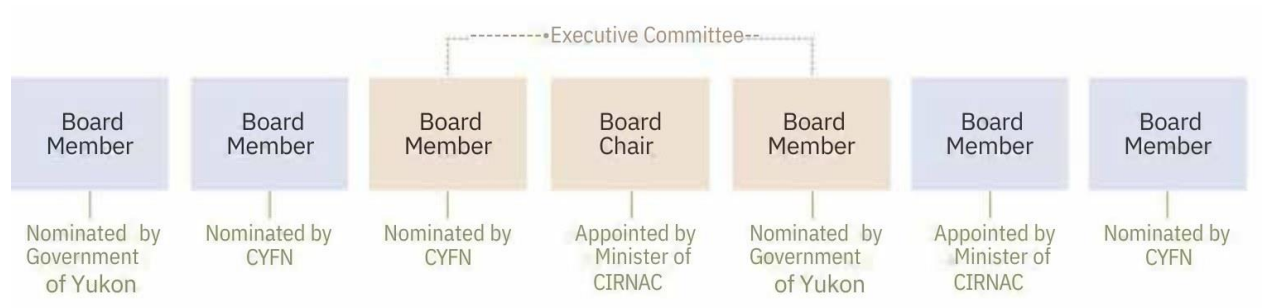 Executive Committee
Board
Member
Board
Member
Board
Member
Board
Chair
Board
Member
Board
Member
Board
Member
Nominated by
Government
of Yukon
Nominated by
CYFN
Nominated by
CYFN
Appointed by
Minister of
CIRNAC
Nominated by
Government
of Yukon
Appointed by
Minister of
CIRNAC
Nominated by
CYFN